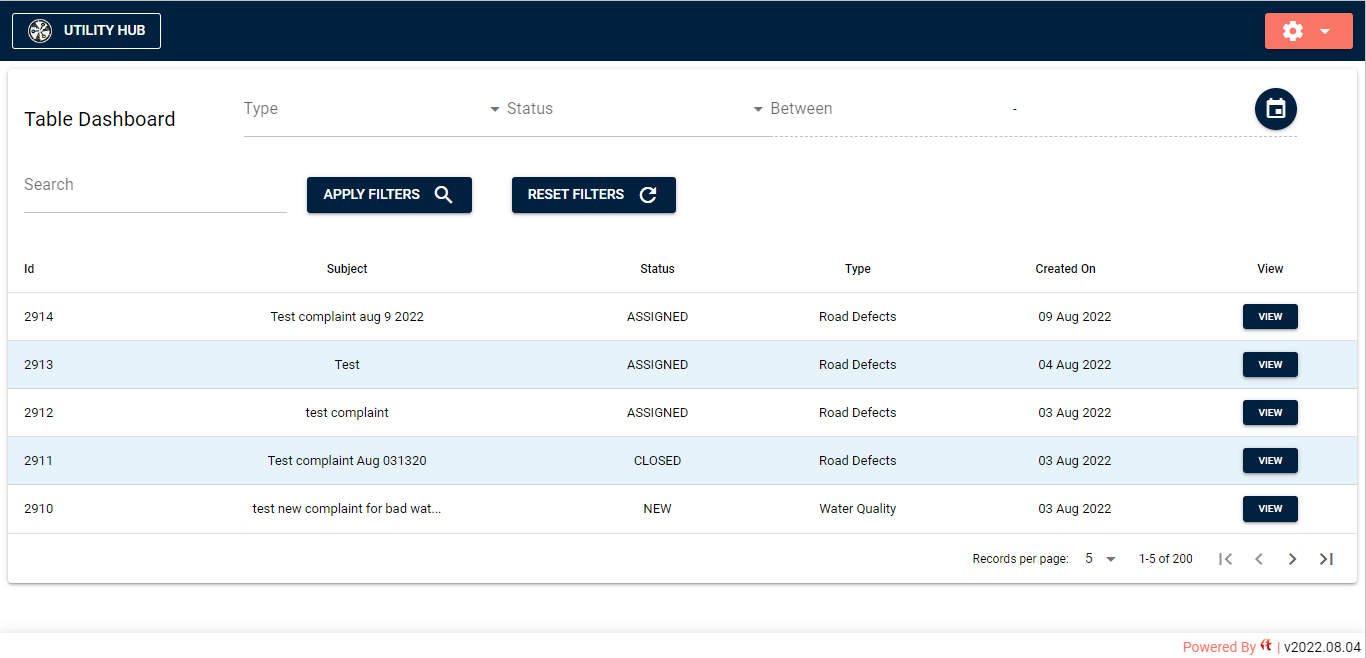 UTILITY HUB
Table Dashboard Type Status Between -
Search APPLY FILTERS RESET FILTERS
Id Subject Status Type Created On View
2914 Test complaint aug 9 2022 ASSIGNED Road Defects 09 Aug 2022 VIEW
2913 Test ASSIGNED Road Defects 04 Aug 2022 VIEW
2912 test complaint ASSIGNED Road Defects 03 Aug 2022 VIEW
2911 Test complaint Aug 031320 CLOSED Road Defects 03 Aug 2022 VIEW
2910 test new complaint for bad wat... NEW Water Quality 03 Aug 2022 VIEW
Records per page: 5 1-5 of 200
Powered By | v2022.08.04